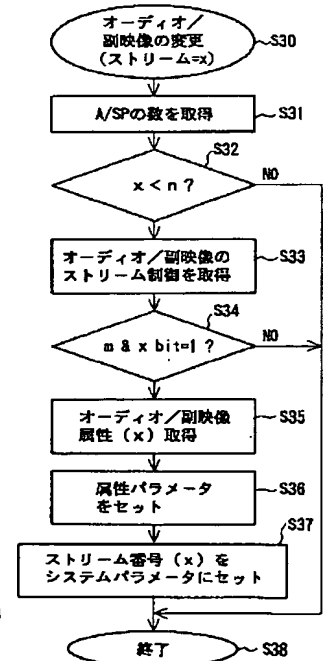 オーディオ／
副映像の変更
(ストリーム=x)
S30
A/SPの数を取得
S31
S32
x < n ?
NO
オーディオ／副映像の
ストリーム制御を取得
S33
S34
m & x bit=1 ?
NO
オーディオ／副映像
属性 (x) 取得
S35
属性パラメータ
をセット
S36
S37
ストリーム番号 (x) を
システムパラメータにセット
終了
S38